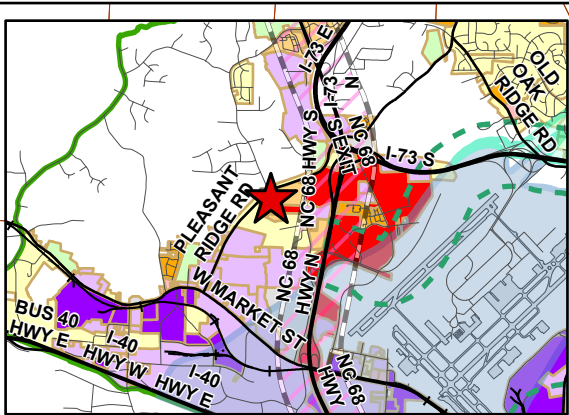 I-73 E
I-73
N
NC 68
S EXIT
NC 68 HWY S
I-73 S
OLD
OAK
RIDGE RD
PLEASANT
RIDGE RD
NC 68
HWY N
W MARKET ST
BUS 40
HWY E
I-40
HWY W
I-40
HWY E
NC 68
HWY